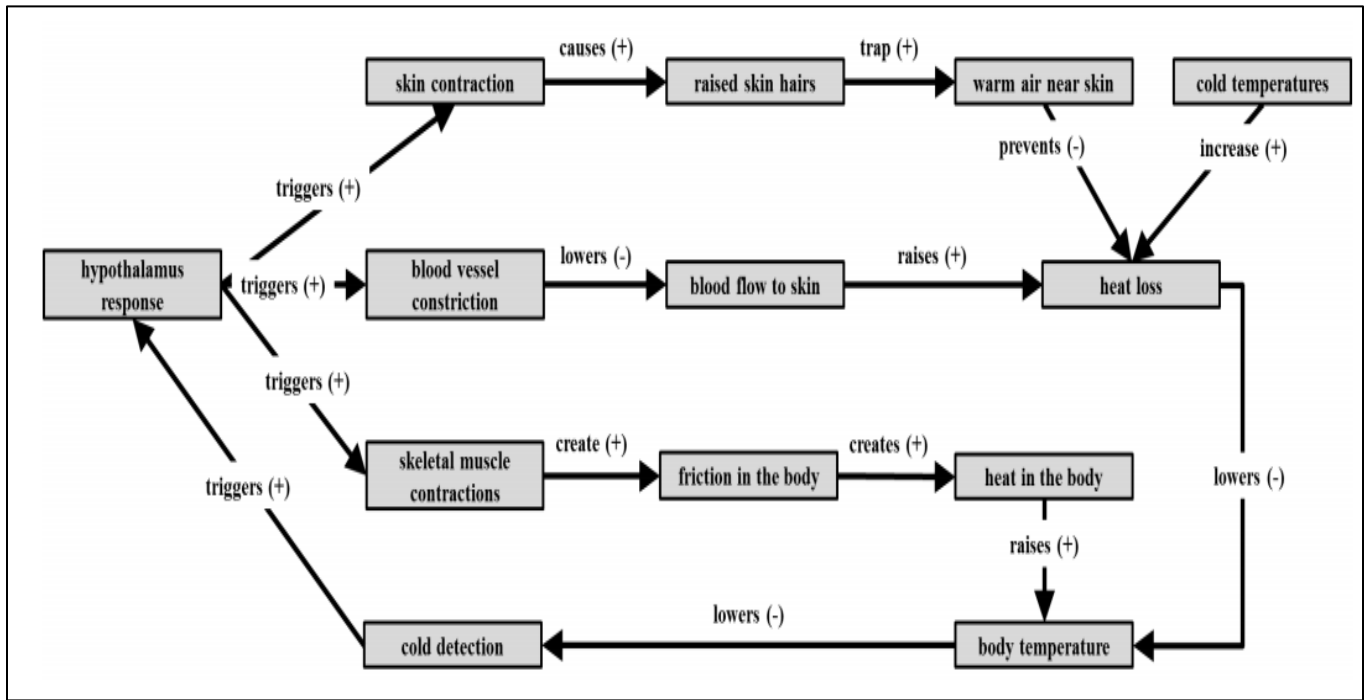 causes (+)
trap (+)
skin contraction
raised skin hairs
warm air near skin
cold temperatures
prevents (-)
increase (+)
triggers (+)
hypothalamus
response
triggers (+)
blood vessel
constriction
lowers (-)
blood flow to skin
raises (+)
heat loss
triggers (+)
skeletal muscle
contractions
create (+)
friction in the body
creates (+)
heat in the body
lowers (-)
triggers (+)
raises (+)
lowers (-)
cold detection
body temperature